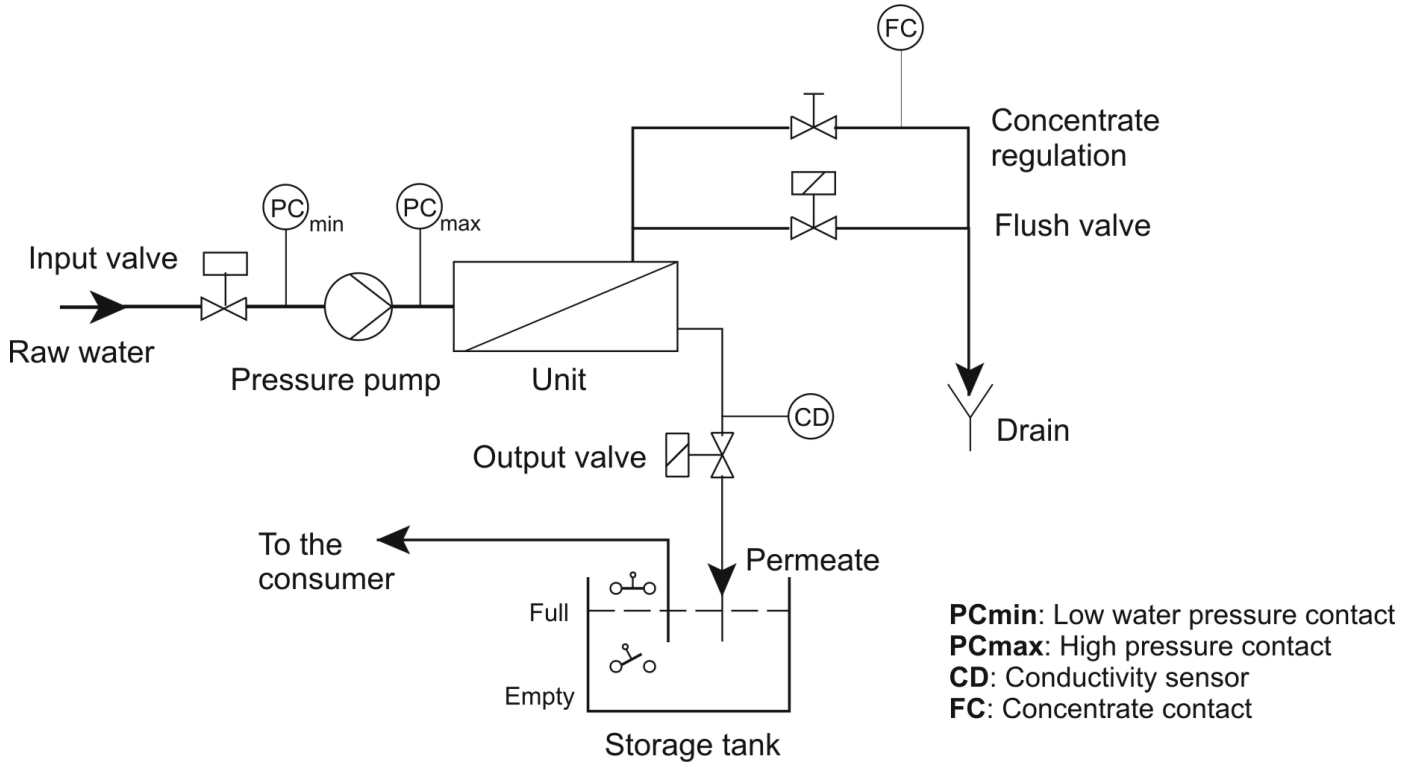 FC
Concentrate
regulation
PC min
PC max
Flush valve
Input valve
Raw water
Pressure pump
Unit
CD
Drain
Output valve
To the
consumer
Permeate
Full
Empty
Storage tank
PCmin: Low water pressure contact
PCmax: High pressure contact
CD: Conductivity sensor
FC: Concentrate contact